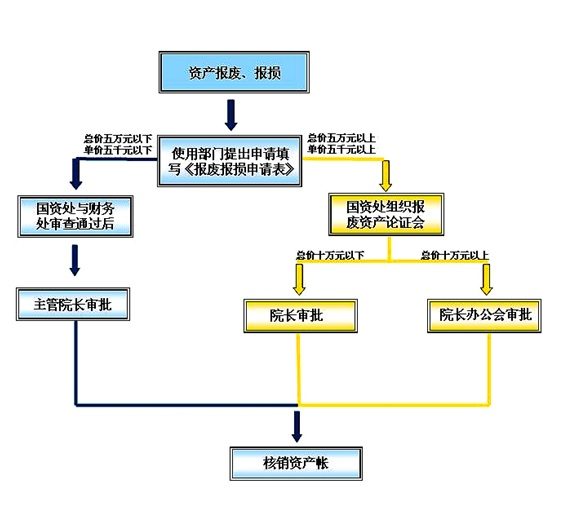 资产报废、报损
总价五万元以下
单价五千元以下
使用部门提出申请填
写《报废报损申请表》
总价五万元以上
单价五千元以上
国资处与财务
处审查通过后
国资处组织报
废资产论证会
总价十万元以下
总价十万元以上
主管院长审批
院长审批
院长办公会审批
核销资产帐